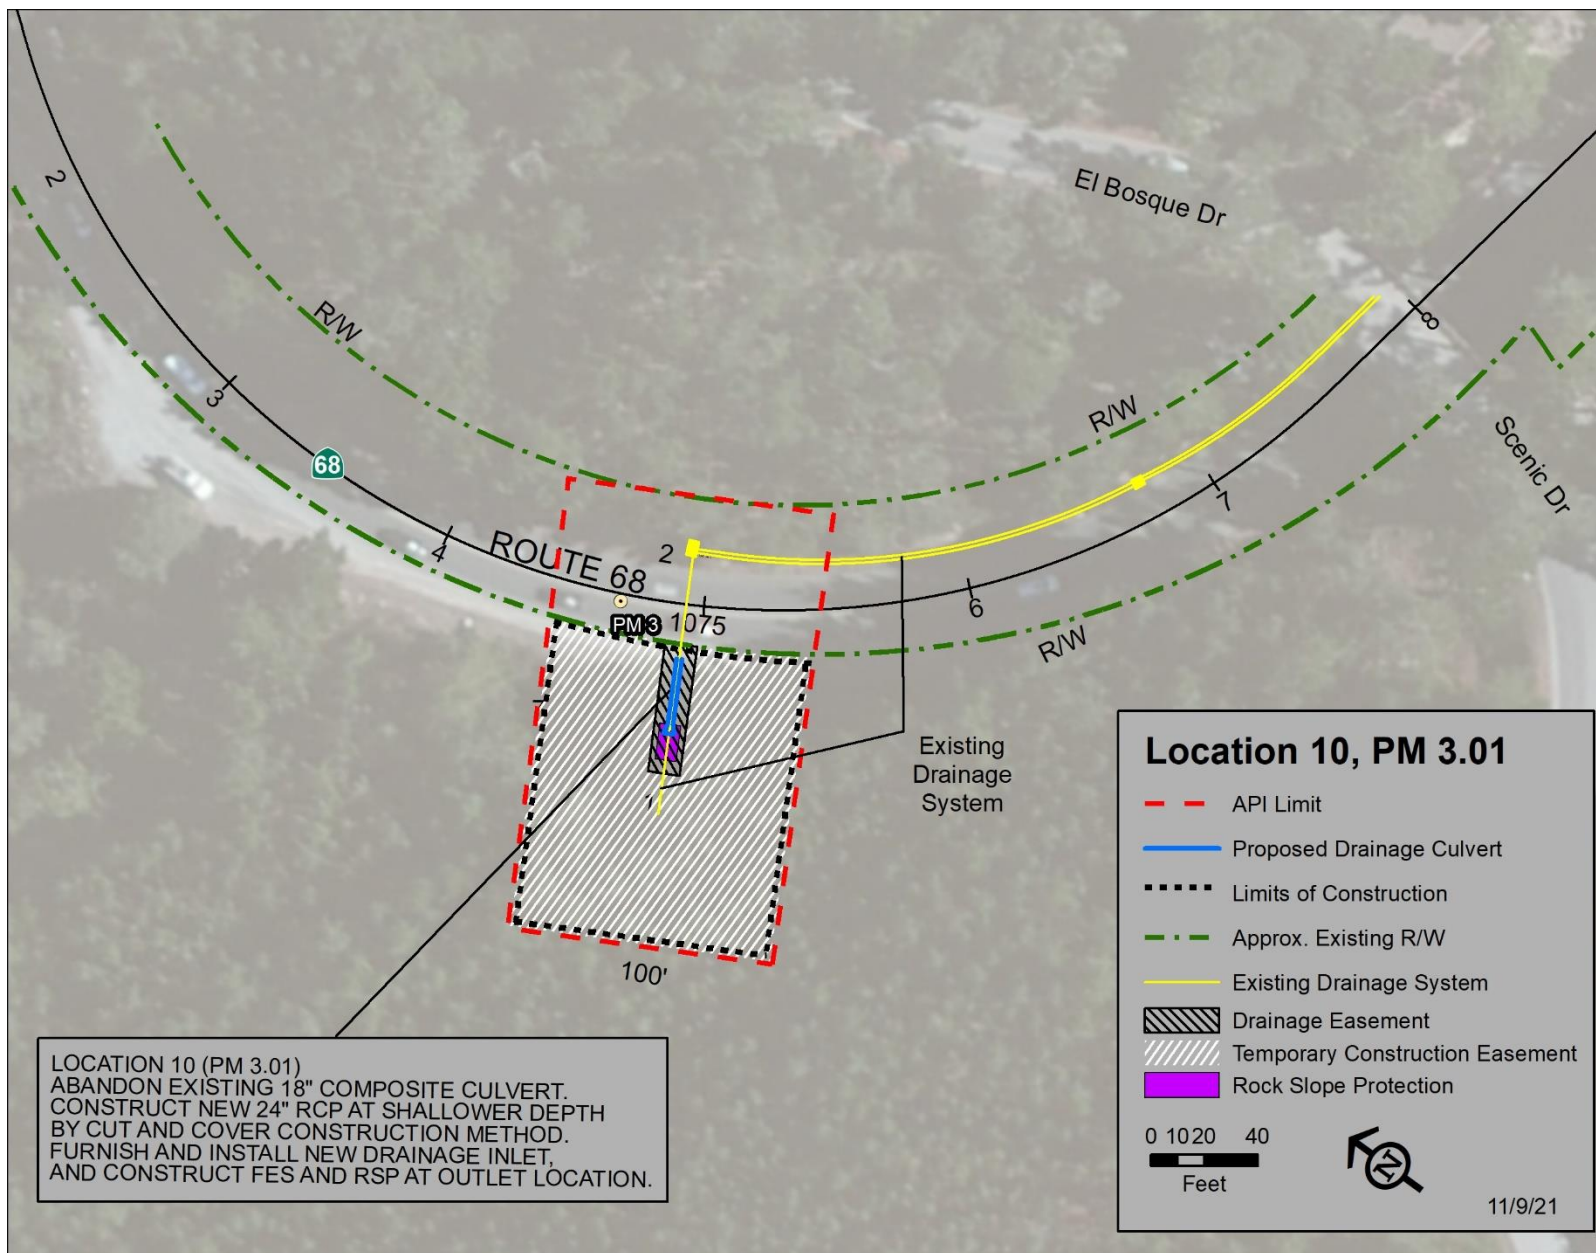 El Bosque Dr
2
R/W
3
8
R/W
Scenic Dr
68
7
4
ROUTE 68
2
PM 3
1075
6
R/W
1
Existing
Drainage
System
100'
Location 10, PM 3.01
API Limit
Proposed Drainage Culvert
Limits of Construction
Approx. Existing R/W
Existing Drainage System
Drainage Easement
Temporary Construction Easement
Rock Slope Protection
0 10 20 40
Feet
N
11/9/21
LOCATION 10 (PM 3.01)
ABANDON EXISTING 18" COMPOSITE CULVERT.
CONSTRUCT NEW 24" RCP AT SHALLOWER DEPTH
BY CUT AND COVER CONSTRUCTION METHOD.
FURNISH AND INSTALL NEW DRAINAGE INLET,
AND CONSTRUCT FES AND RSP AT OUTLET LOCATION.